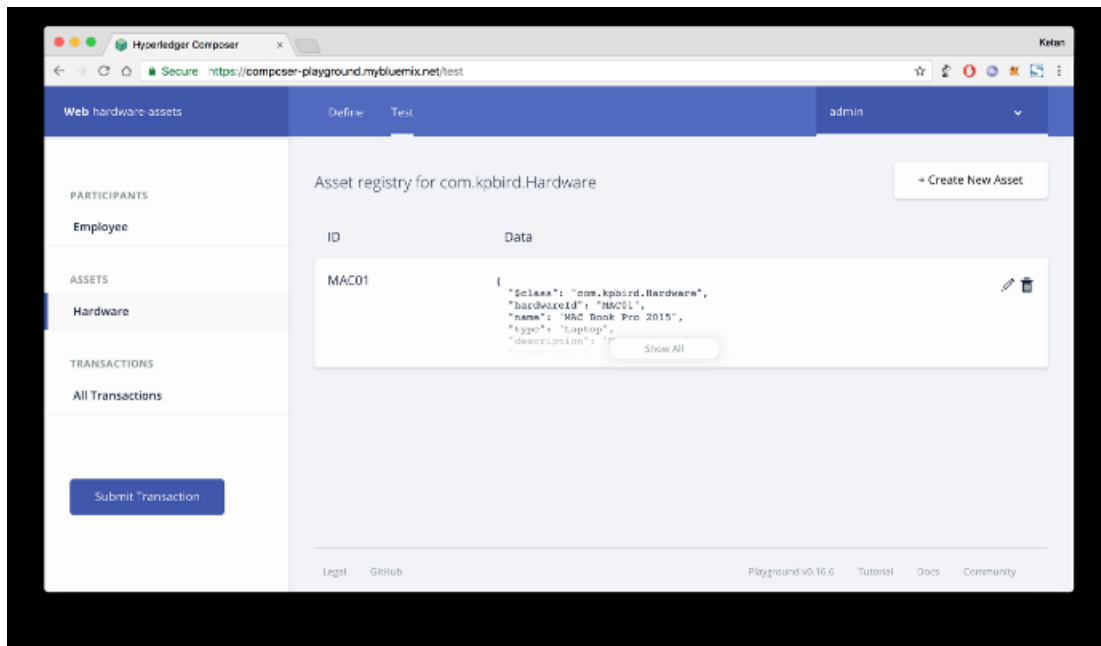 Hyperledger Composer
Ketan
Secure https://composer-playground.mybluemix.net/test
Web hardware-assets
Define Test
admin
PARTICIPANTS
Employee
ASSETS
Hardware
TRANSACTIONS
All Transactions
Submit Transaction
Asset registry for com.kpbird.Hardware
+ Create New Asset
ID Data
MAC01
{
"$class": "com.kpbird.Hardware",
"hardwareId": "MAC01",
"name": "MAC Book Pro 2015",
"type": "Laptop",
"description": "
Show All
Legal GitHub
Playground v0.16.6 Tutorial Docs Community